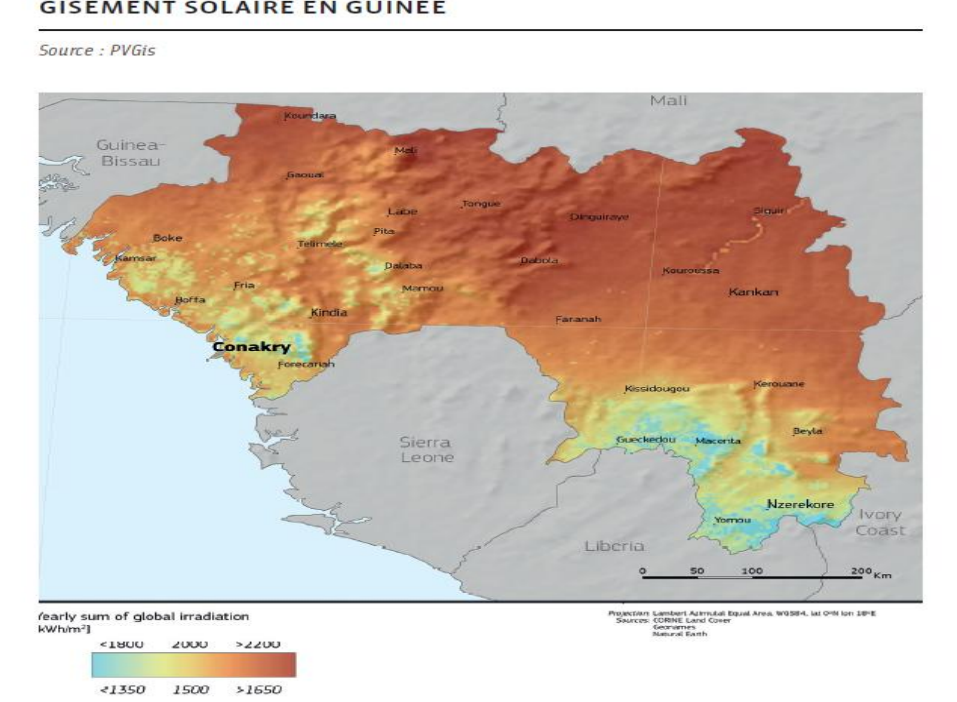 GISEMENT SOLAIRE EN GUINÉE
Source : PVGis
Mali
Koundara
Guinea-
Bissau
Mali
Gaoual
Labe
Tongue
Dinguiraye
Siguiri
Pita
Boke
Telimele
Kamsar
Dalaba
Dabola
Kouroussa
Fria
Mamou
Kankan
Boffa
Kindia
Faranah
Conakry
Forecariah
Kissidougou
Kerouane
Beyla
Sierra
Leone
Gueckedou
Macenta
Nzerekore
Yomou
Ivory
Coast
Liberia
0 50 100 200 Km
Yearly sum of global irradiation
kWh/m²]
Projection: Lambert Azimutal Equal Area, WGS84, lat 0°N lon 18°E
Sources: CORINE Land Cover
Geonames
Natural Earth
<1800 2000 >2200
<1350 1500 >1650